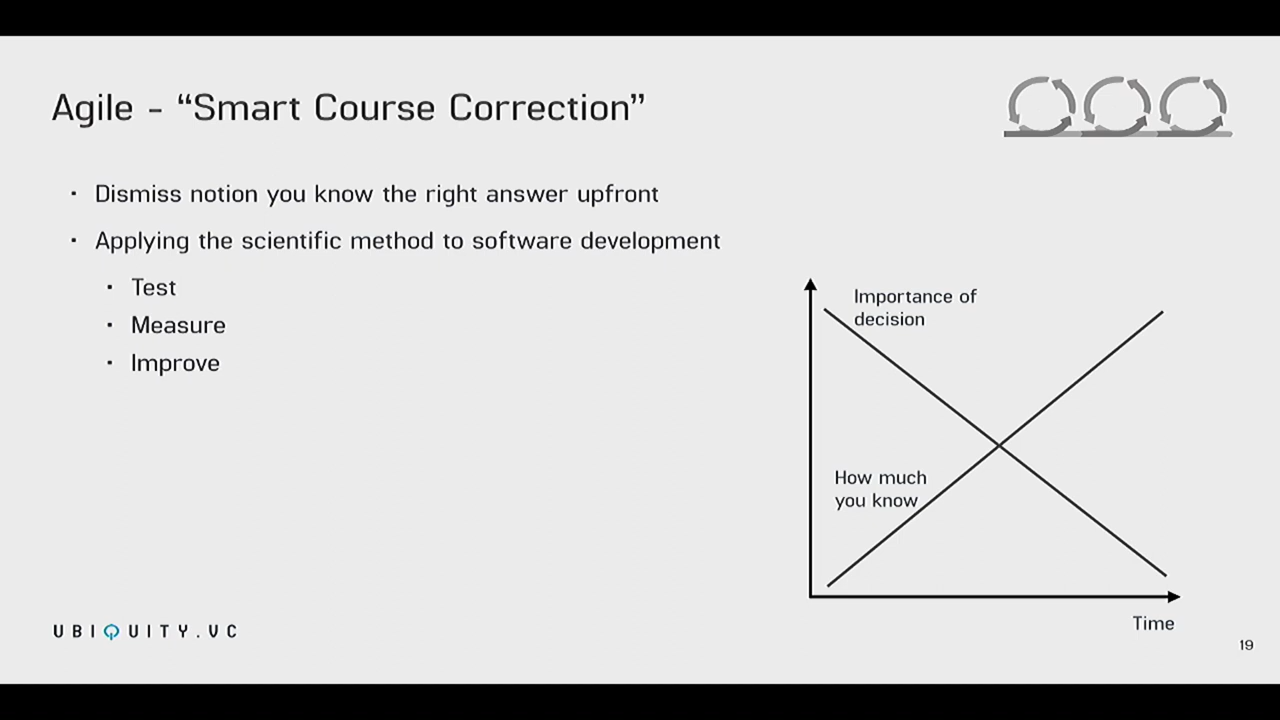 Agile - “Smart Course Correction”
· Dismiss notion you know the right answer upfront
· Applying the scientific method to software development
· Test
· Measure
· Improve
Importance of
decision
How much
you know
Time
UBIQUITY.VC
19